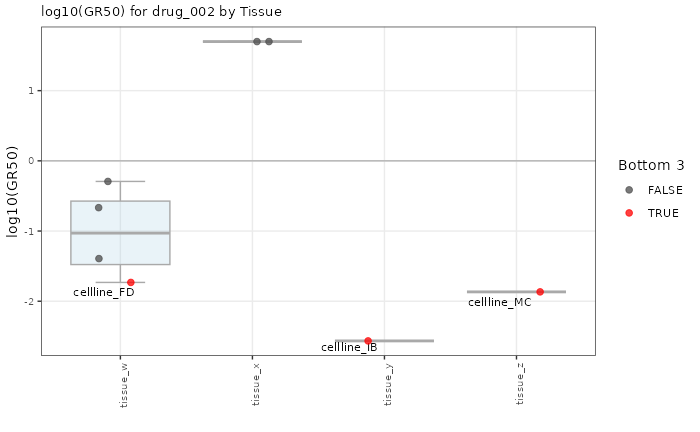 log10(GR50) for drug_002 by Tissue
log10(GR50)
1
0
-1
-2
cellline_FD
cellline_IB
cellline_MC
tissue_w
tissue_x
tissue_y
tissue_z
Bottom 3
FALSE
TRUE